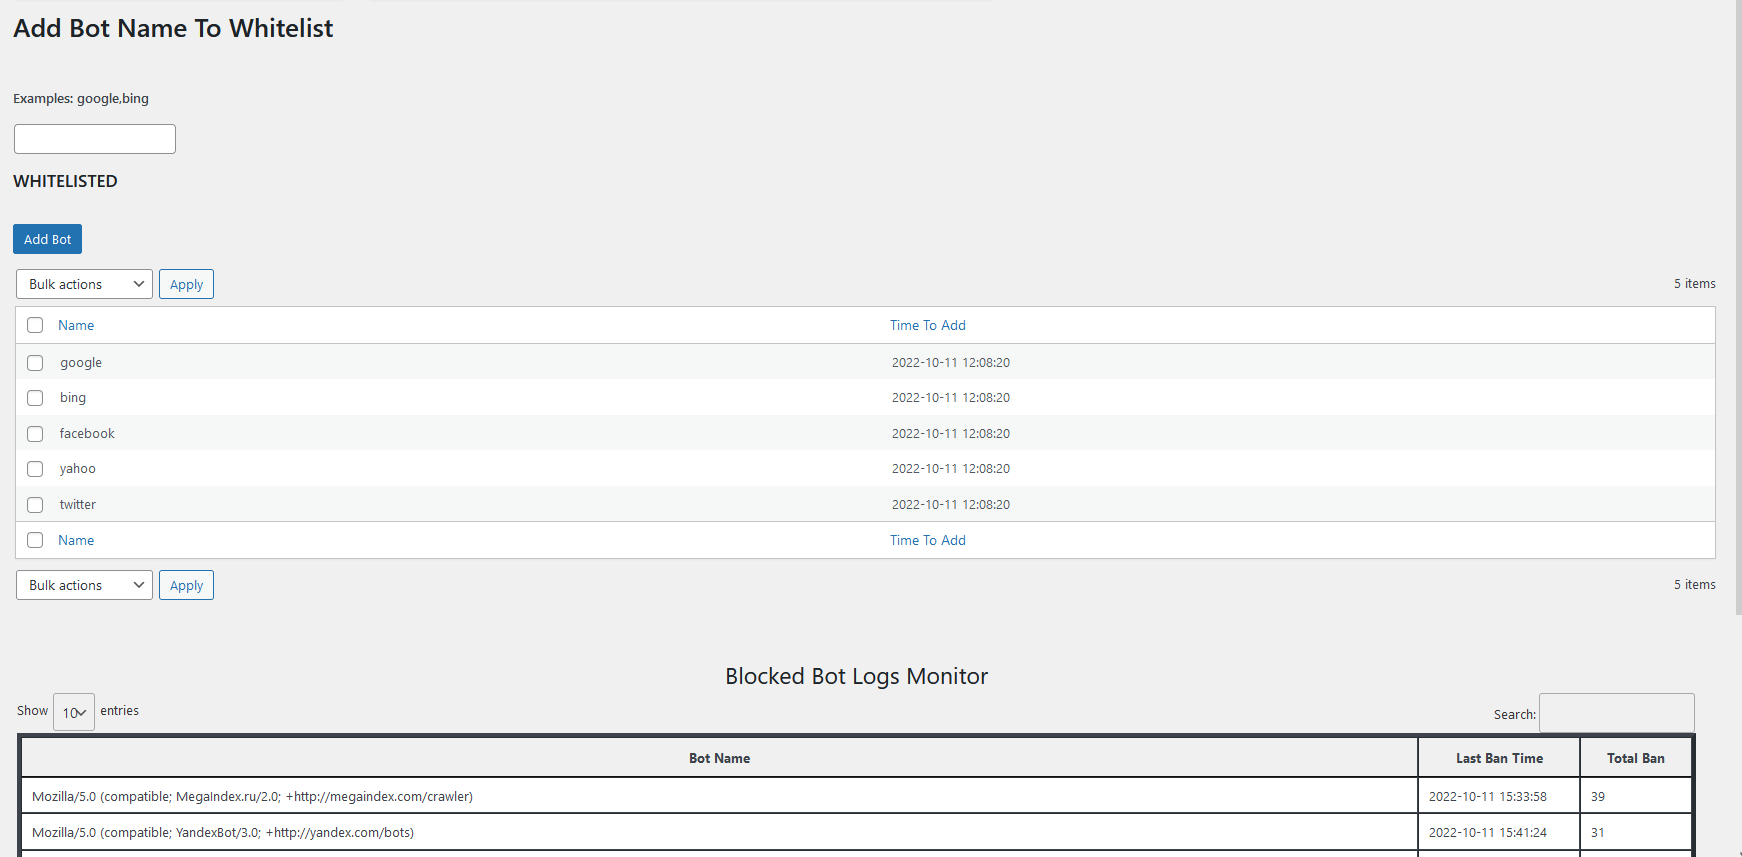 Add Bot Name To Whitelist
Examples: google,bing
WHITELISTED
Add Bot
Bulk actions Apply 5 items
Name Time To Add
google 2022-10-11 12:08:20
bing 2022-10-11 12:08:20
facebook 2022-10-11 12:08:20
yahoo 2022-10-11 12:08:20
twitter 2022-10-11 12:08:20
Name Time To Add
Bulk actions Apply 5 items
Blocked Bot Logs Monitor
Show 10 entries Search:
Bot Name Last Ban Time Total Ban
Mozilla/5.0 (compatible; MegaIndex.ru/2.0; +http://megaindex.com/crawler) 2022-10-11 15:33:58 39
Mozilla/5.0 (compatible; YandexBot/3.0; +http://yandex.com/bots) 2022-10-11 15:41:24 31